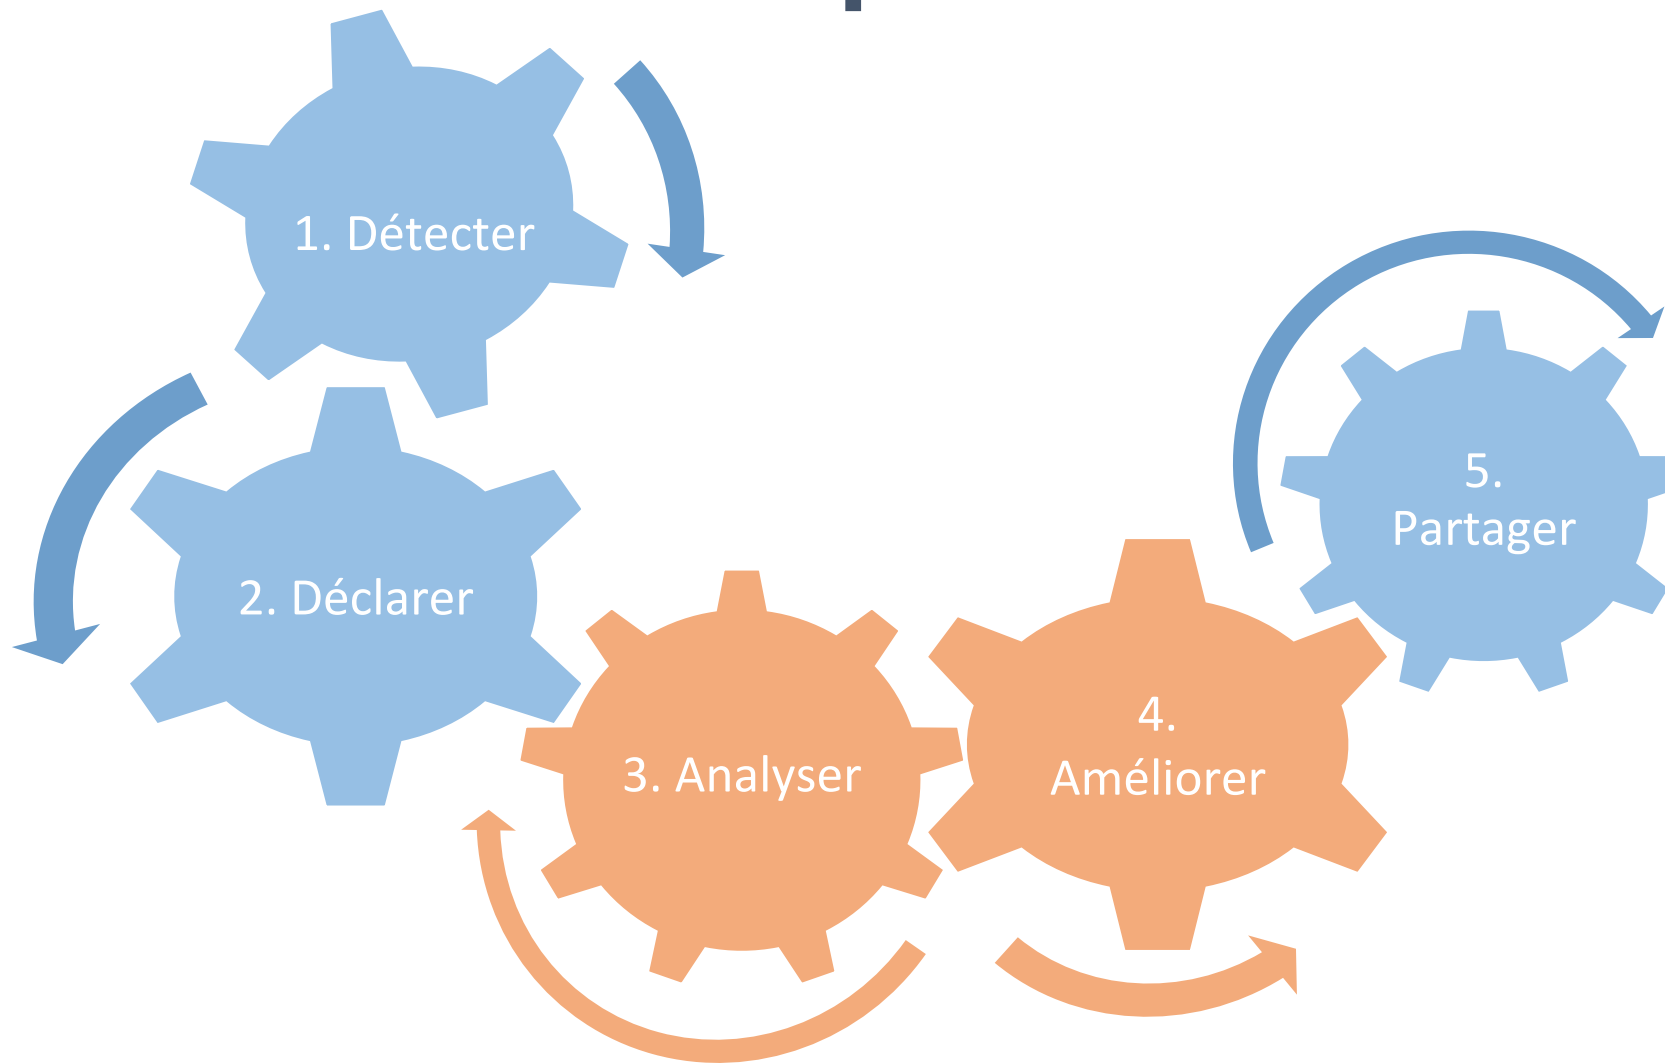 1. Détecter
2. Déclarer
3. Analyser
4.
Améliorer
5.
Partager